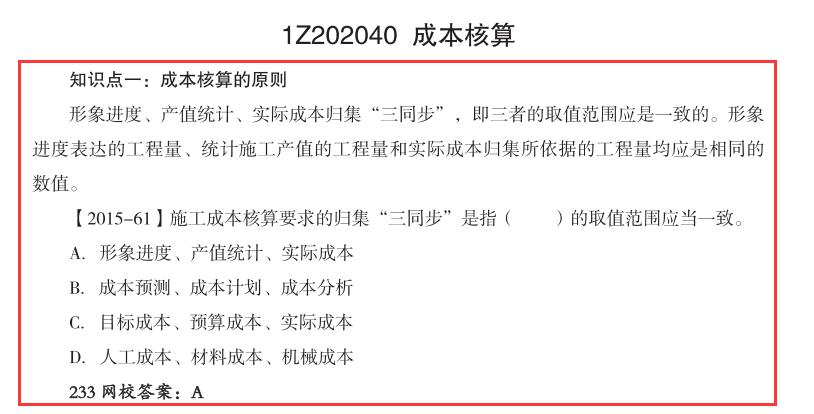 1Z202040 成本核算
知识点一：成本核算的原则
形象进度、产值统计、实际成本归集“三同步”，即三者的取值范围应是一致的。形象
进度表达的工程量、统计施工产值的工程量和实际成本归集所依据的工程量均应是相同的
数值。
【2015-61】施工成本核算要求的归集“三同步”是指（　　）的取值范围应当一致。
A. 形象进度、产值统计、实际成本
B. 成本预测、成本计划、成本分析
C. 目标成本、预算成本、实际成本
D. 人工成本、材料成本、机械成本
233 网校答案：A